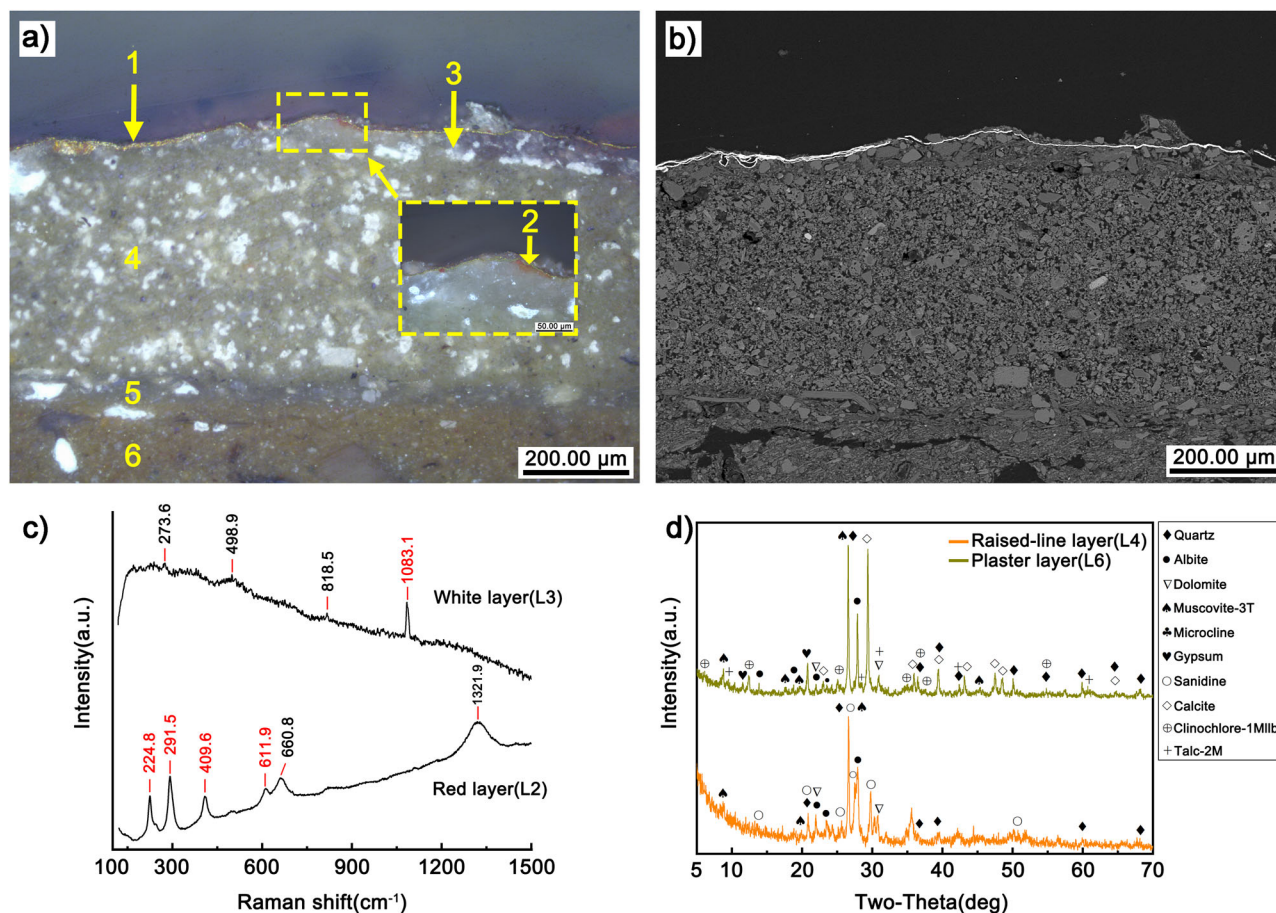 a)
1
3
2
4
5
6
50.00 µm
200.00 µm
b)
200.00 µm
c)
Intensity(a.u.)
273.6
498.9
818.5
1083.1
White layer(L3)
224.8
291.5
409.6
611.9
660.8
1321.9
Red layer(L2)
100
300
600
900
1200
1500
Raman shift(cm⁻¹)
d)
Intensity(a.u.)
Raised-line layer(L4)
Plaster layer(L6)
5
10
20
30
40
50
60
70
Two-Theta(deg)
Quartz
Albite
Dolomite
Muscovite-3T
Microcline
Gypsum
Sanidine
Calcite
Clinochlore-1MIIb
Talc-2M